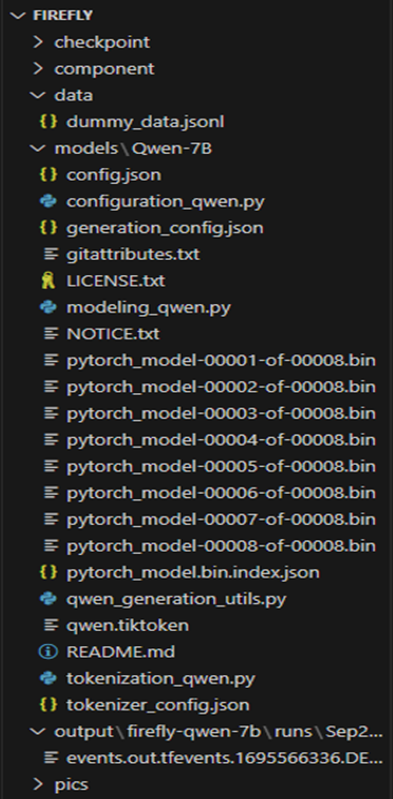 FIREFLY
checkpoint
component
data
dummy_data.jsonl
models\Qwen-7B
config.json
configuration_qwen.py
generation_config.json
gitattributes.txt
LICENSE.txt
modeling_qwen.py
NOTICE.txt
pytorch_model-00001-of-00008.bin
pytorch_model-00002-of-00008.bin
pytorch_model-00003-of-00008.bin
pytorch_model-00004-of-00008.bin
pytorch_model-00005-of-00008.bin
pytorch_model-00006-of-00008.bin
pytorch_model-00007-of-00008.bin
pytorch_model-00008-of-00008.bin
pytorch_model.bin.index.json
qwen_generation_utils.py
qwen.tiktoken
README.md
tokenization_qwen.py
tokenizer_config.json
output\firefly-qwen-7b\runs\Sep2...
events.out.tfevents.1695566336.DE...
pics